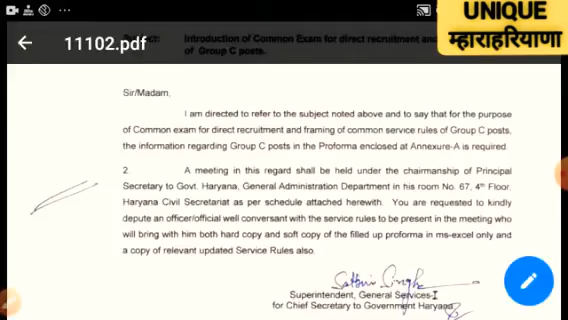 UNIQUE
म्हाराहरियाणा
11102.pdf
Subject: Introduction of Common Exam for direct recruitment and
of Group C posts.
Sir/Madam,
I am directed to refer to the subject noted above and to say that for the purpose
of Common exam for direct recruitment and framing of common service rules of Group C posts,
the information regarding Group C posts in the Proforma enclosed at Annexure-A is required.
2. A meeting in this regard shall be held under the chairmanship of Principal
Secretary to Govt. Haryana, General Administration Department in his room No. 67, 4th Floor.
Haryana Civil Secretariat as per schedule attached herewith. You are requested to kindly
depute an officer/official well conversant with the service rules to be present in the meeting who
will bring with him both hard copy and soft copy of the filled up proforma in ms-excel only and
a copy of relevant updated Service Rules also.
Satbir Singh
Superintendent, General Services-I
for Chief Secretary to Government Haryana